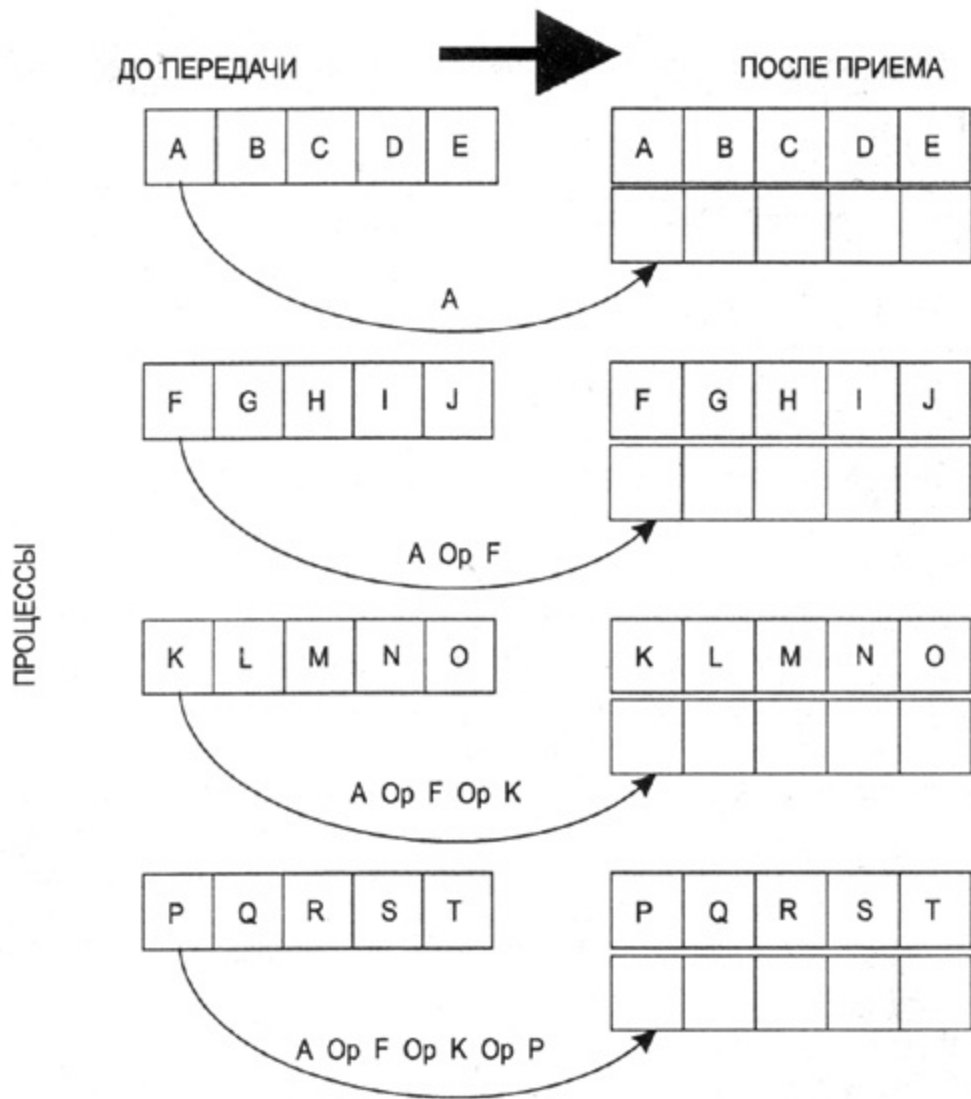 ДО ПЕРЕДАЧИ ПОСЛЕ ПРИЕМА
A B C D E A B C D E
A
F G H I J F G H I J
A Op F
ПРОЦЕССЫ
K L M N O K L M N O
A Op F Op K
P Q R S T P Q R S T
A Op F Op K Op P